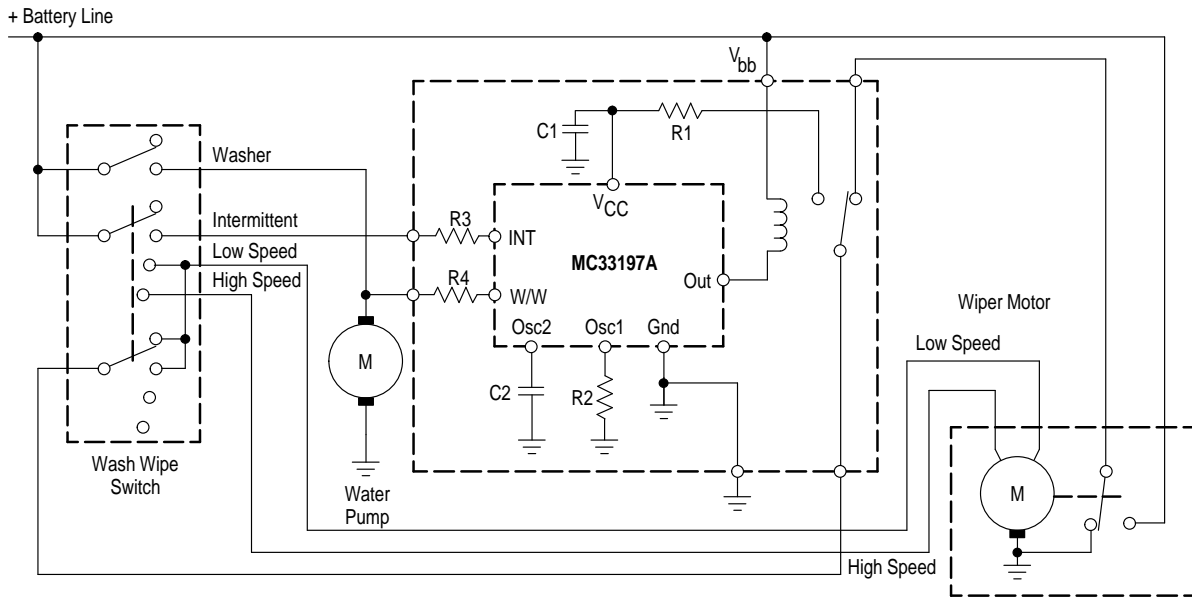 + Battery Line
Vbb
C1
R1
Washer
VCC
Intermittent
R3
INT
MC33197A
Low Speed
High Speed
R4
W/W
Out
Osc2
Osc1
Gnd
Wiper Motor
Low Speed
M
C2
R2
Wash Wipe
Switch
Water
Pump
M
High Speed